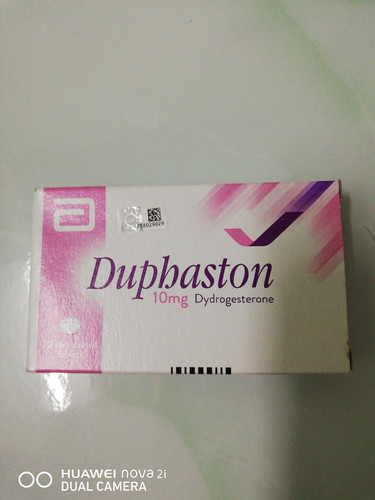 Duphaston
10mg Dydrogesterone
HUAWEI nova 2i
DUAL CAMERA